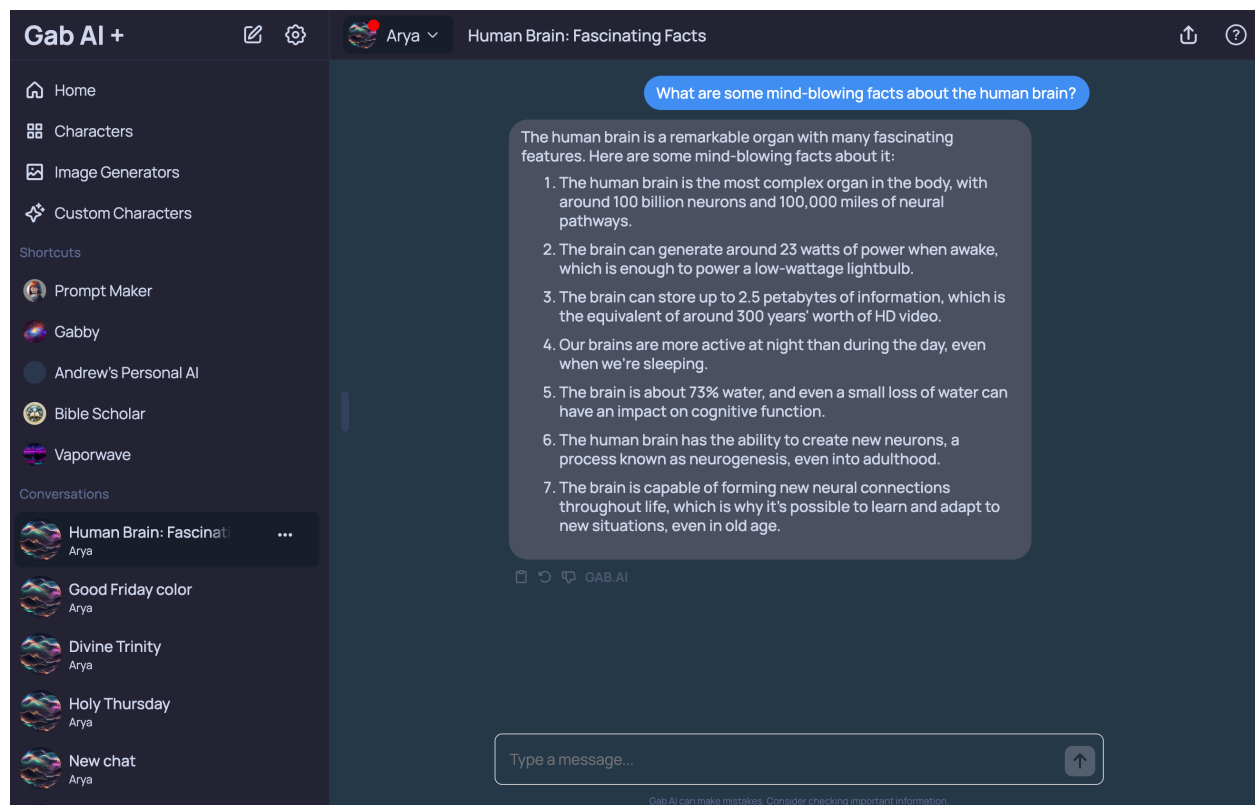 Gab AI +
Arya
Human Brain: Fascinating Facts
Home
Characters
Image Generators
Custom Characters
Shortcuts
Prompt Maker
Gabby
Andrew's Personal AI
Bible Scholar
Vaporwave
Conversations
Human Brain: Fascinati
Arya
Good Friday color
Arya
Divine Trinity
Arya
Holy Thursday
Arya
New chat
Arya
What are some mind-blowing facts about the human brain?
The human brain is a remarkable organ with many fascinating
features. Here are some mind-blowing facts about it:
1. The human brain is the most complex organ in the body, with
around 100 billion neurons and 100,000 miles of neural
pathways.
2. The brain can generate around 23 watts of power when awake,
which is enough to power a low-wattage lightbulb.
3. The brain can store up to 2.5 petabytes of information, which is
the equivalent of around 300 years' worth of HD video.
4. Our brains are more active at night than during the day, even
when we're sleeping.
5. The brain is about 73% water, and even a small loss of water can
have an impact on cognitive function.
6. The human brain has the ability to create new neurons, a
process known as neurogenesis, even into adulthood.
7. The brain is capable of forming new neural connections
throughout life, which is why it's possible to learn and adapt to
new situations, even in old age.
GAB.AI
Type a message...
Gab AI can make mistakes. Consider checking important information.